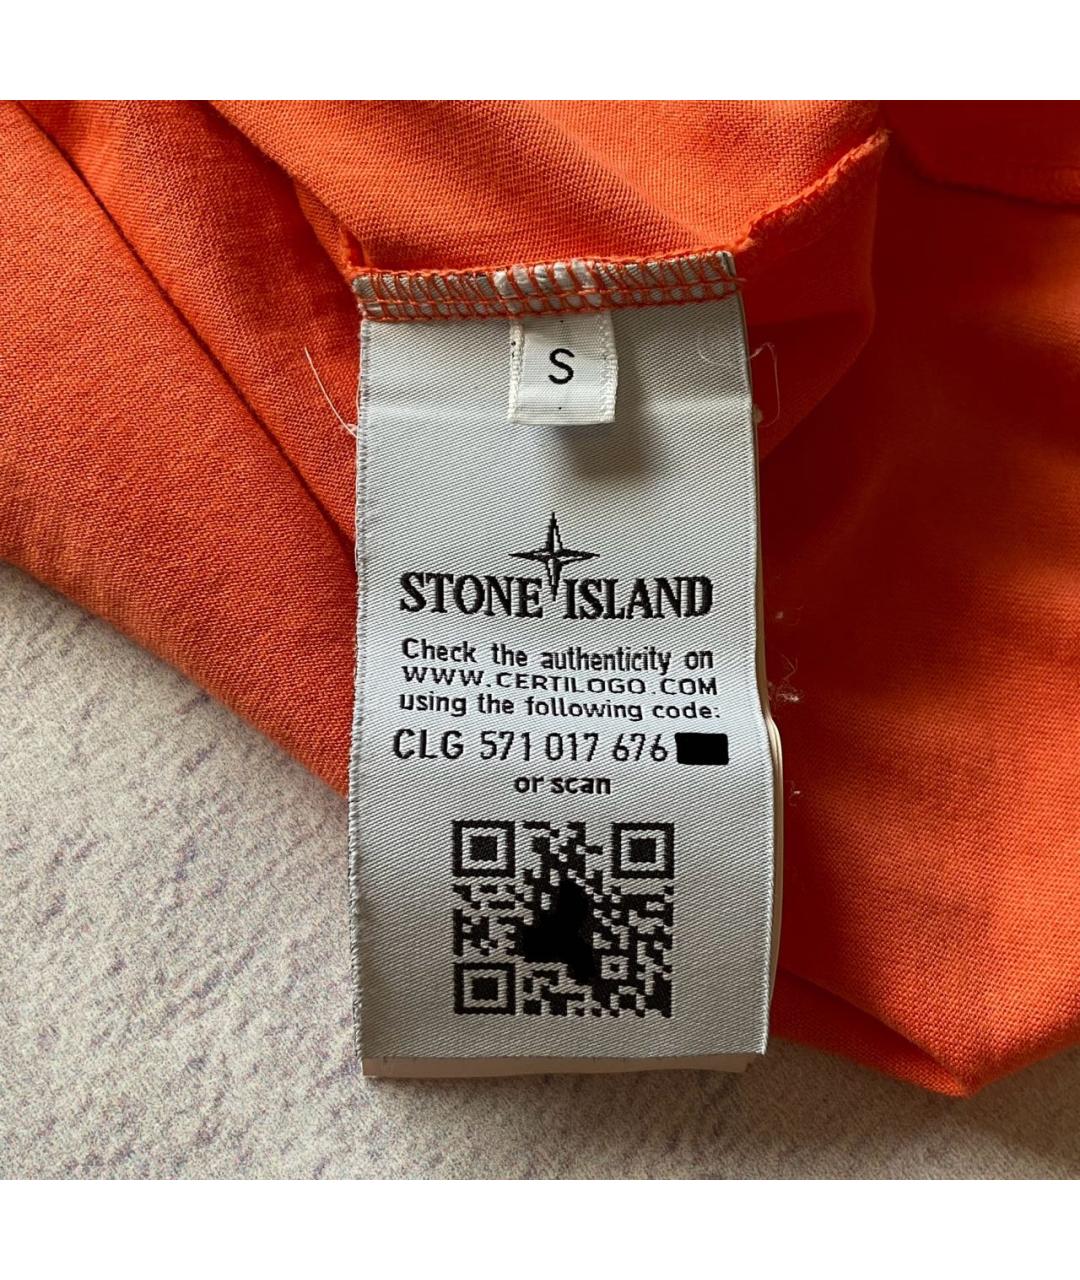 S
STONE ISLAND
Check the authenticity on
WWW.CERTILOGO.COM
using the following code:
CLG 571 017 676
or scan